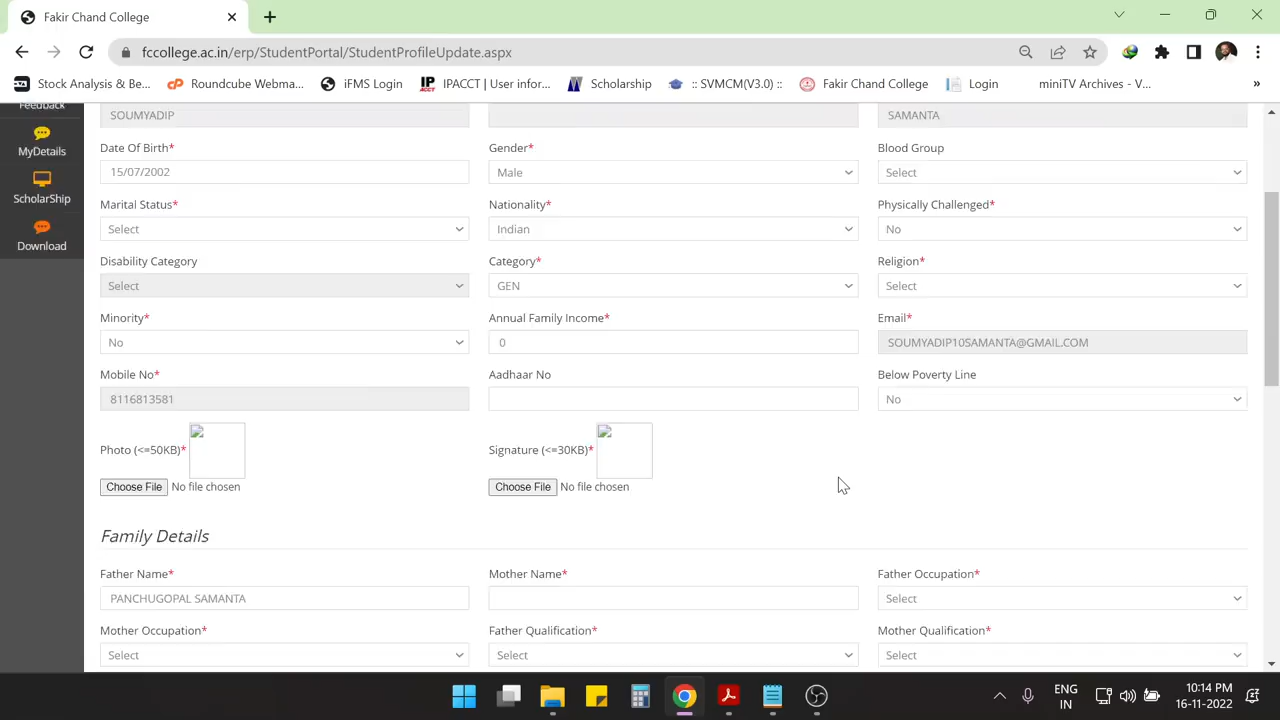 Fakir Chand College
fccollege.ac.in/erp/StudentPortal/StudentProfileUpdate.aspx
Stock Analysis & Be... Roundcube Webma... iFMS Login IPACCT | User infor... Scholarship :: SVMCM(V3.0) :: Fakir Chand College Login miniTV Archives - V... »
Feedback
MyDetails
ScholarShip
Download
SOUMYADIP SAMANTA
Date Of Birth* Gender* Blood Group
15/07/2002 Male Select
Marital Status* Nationality* Physically Challenged*
Select Indian No
Disability Category Category* Religion*
Select GEN Select
Minority* Annual Family Income* Email*
No 0 SOUMYADIP10SAMANTA@GMAIL.COM
Mobile No* Aadhaar No Below Poverty Line
8116813581 No
Photo (<=50KB)* Signature (<=30KB)*
Choose File No file chosen Choose File No file chosen
Family Details
Father Name* Mother Name* Father Occupation*
PANCHUGOPAL SAMANTA Select
Mother Occupation* Father Qualification* Mother Qualification*
Select Select Select
ENG
IN
10:14 PM
16-11-2022